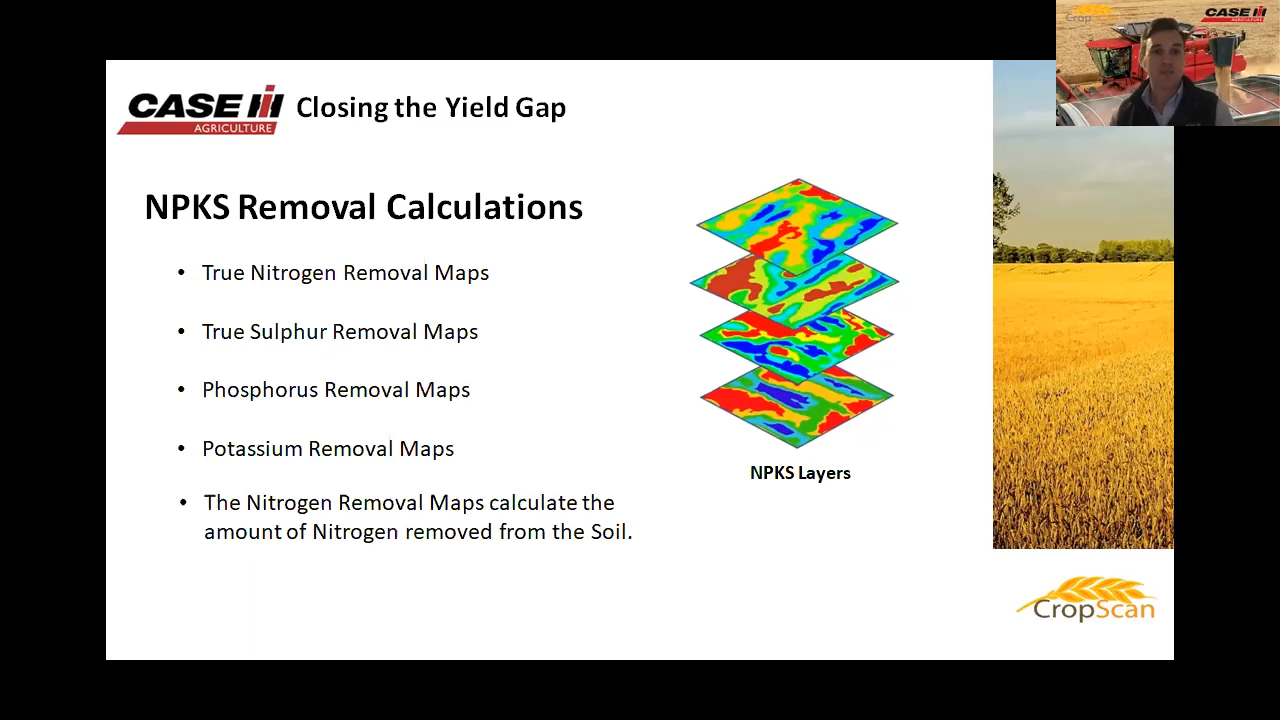 CASE IH
AGRICULTURE
Closing the Yield Gap
NPKS Removal Calculations
• True Nitrogen Removal Maps
• True Sulphur Removal Maps
• Phosphorus Removal Maps
• Potassium Removal Maps
• The Nitrogen Removal Maps calculate the
amount of Nitrogen removed from the Soil.
NPKS Layers
CropScan
Crop
CASE IH
AGRICULTURE